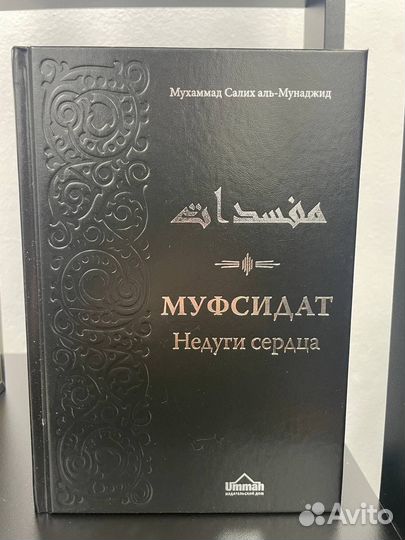 Мухаммад Салих аль-Мунаджид
مفسدات
МУФСИДАТ
Недуги сердца
Ummah
ИЗДАТЕЛЬСКИЙ ДОМ
Avito